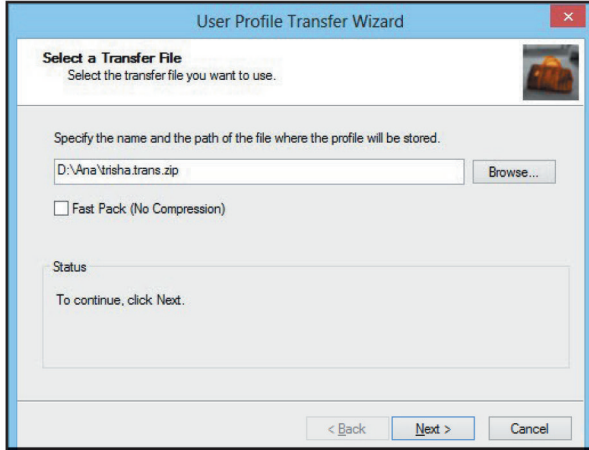 User Profile Transfer Wizard
Select a Transfer File
Select the transfer file you want to use.
Specify the name and the path of the file where the profile will be stored.
D:\Ana\trisha.trans.zip
Browse...
Fast Pack (No Compression)
Status
To continue, click Next.
< Back
Next >
Cancel